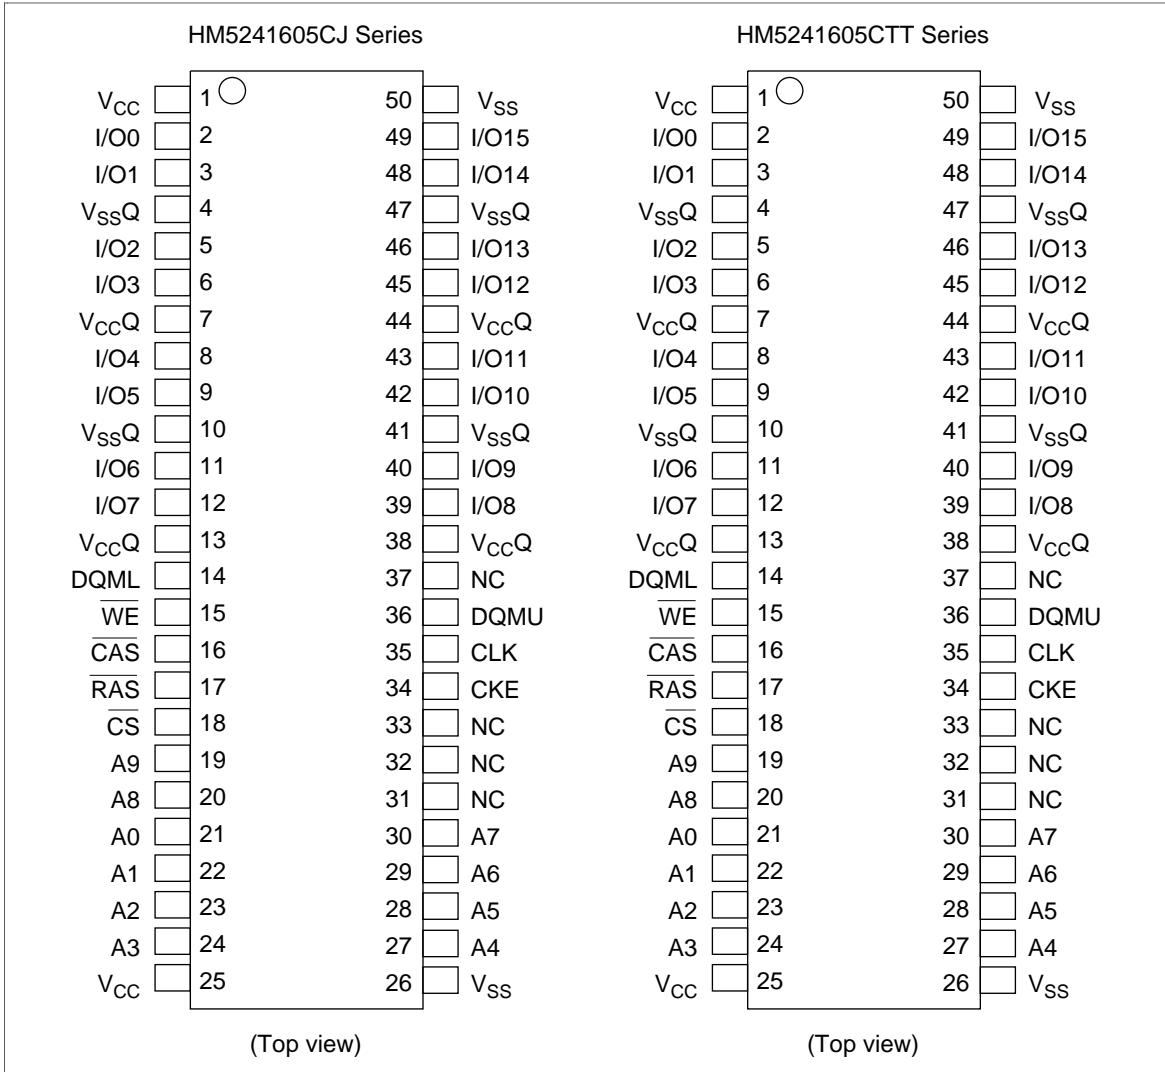 HM5241605CJ Series
VCC 1 50 VSS
I/O0 2 49 I/O15
I/O1 3 48 I/O14
VSSQ 4 47 VSSQ
I/O2 5 46 I/O13
I/O3 6 45 I/O12
VCCQ 7 44 VCCQ
I/O4 8 43 I/O11
I/O5 9 42 I/O10
VSSQ 10 41 VSSQ
I/O6 11 40 I/O9
I/O7 12 39 I/O8
VCCQ 13 38 VCCQ
DQML 14 37 NC
W̅E̅ 15 36 DQMU
C̅A̅S̅ 16 35 CLK
R̅A̅S̅ 17 34 CKE
C̅S̅ 18 33 NC
A9 19 32 NC
A8 20 31 NC
A0 21 30 A7
A1 22 29 A6
A2 23 28 A5
A3 24 27 A4
VCC 25 26 VSS
(Top view)
HM5241605CTT Series
VCC 1 50 VSS
I/O0 2 49 I/O15
I/O1 3 48 I/O14
VSSQ 4 47 VSSQ
I/O2 5 46 I/O13
I/O3 6 45 I/O12
VCCQ 7 44 VCCQ
I/O4 8 43 I/O11
I/O5 9 42 I/O10
VSSQ 10 41 VSSQ
I/O6 11 40 I/O9
I/O7 12 39 I/O8
VCCQ 13 38 VCCQ
DQML 14 37 NC
W̅E̅ 15 36 DQMU
C̅A̅S̅ 16 35 CLK
R̅A̅S̅ 17 34 CKE
C̅S̅ 18 33 NC
A9 19 32 NC
A8 20 31 NC
A0 21 30 A7
A1 22 29 A6
A2 23 28 A5
A3 24 27 A4
VCC 25 26 VSS
(Top view)